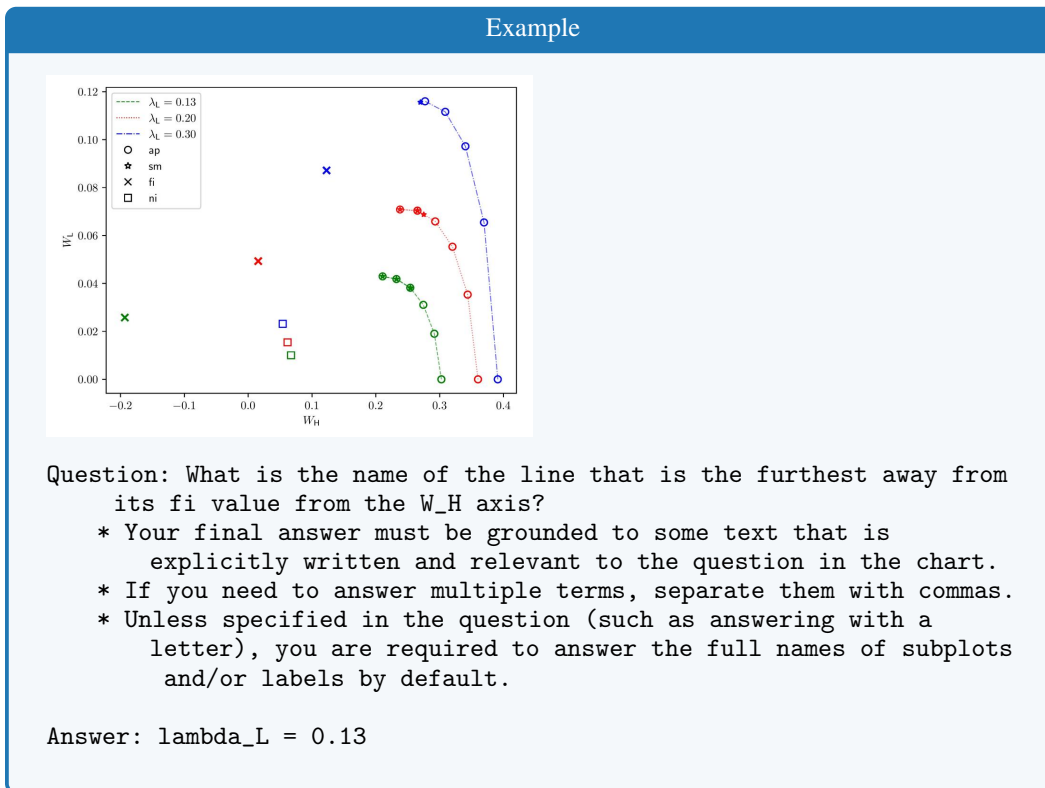 Example
0.12
0.10
0.08
0.06
0.04
0.02
0.00
W_L
λ_L = 0.13
λ_L = 0.20
λ_L = 0.30
ap
sm
fi
ni
−0.2 −0.1 0.0 0.1 0.2 0.3 0.4
W_H
Question: What is the name of the line that is the furthest away from
its fi value from the W_H axis?
* Your final answer must be grounded to some text that is
explicitly written and relevant to the question in the chart.
* If you need to answer multiple terms, separate them with commas.
* Unless specified in the question (such as answering with a
letter), you are required to answer the full names of subplots
and/or labels by default.
Answer: lambda_L = 0.13